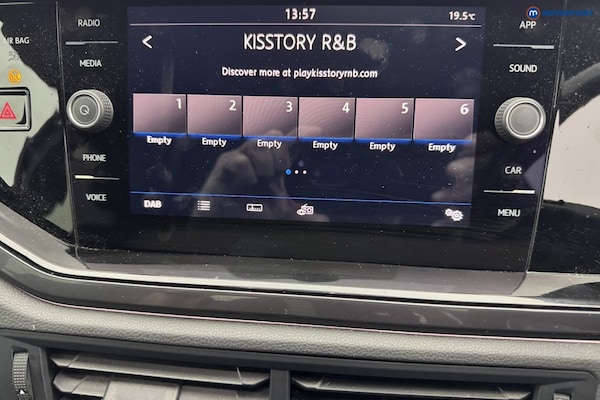 13:57
19.5°C
RADIO
APP
AIR BAG
KISSTORY R&B
MEDIA
SOUND
Discover more at playkisstoryrnb.com
1 2 3 4 5 6
Empty Empty Empty Empty Empty Empty
PHONE
CAR
VOICE
DAB
MENU